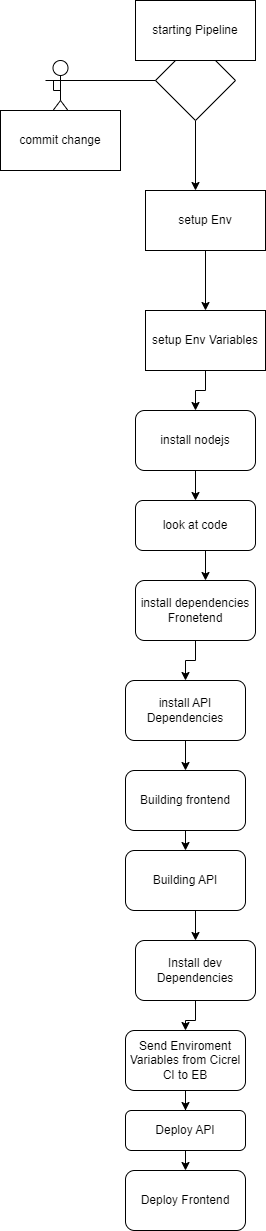 starting Pipeline
commit change
setup Env
setup Env Variables
install nodejs
look at code
install dependencies
Fronetend
install API
Dependencies
Building frontend
Building API
Install dev
Dependencies
Send Enviroment
Variables from Cicrel
CI to EB
Deploy API
Deploy Frontend